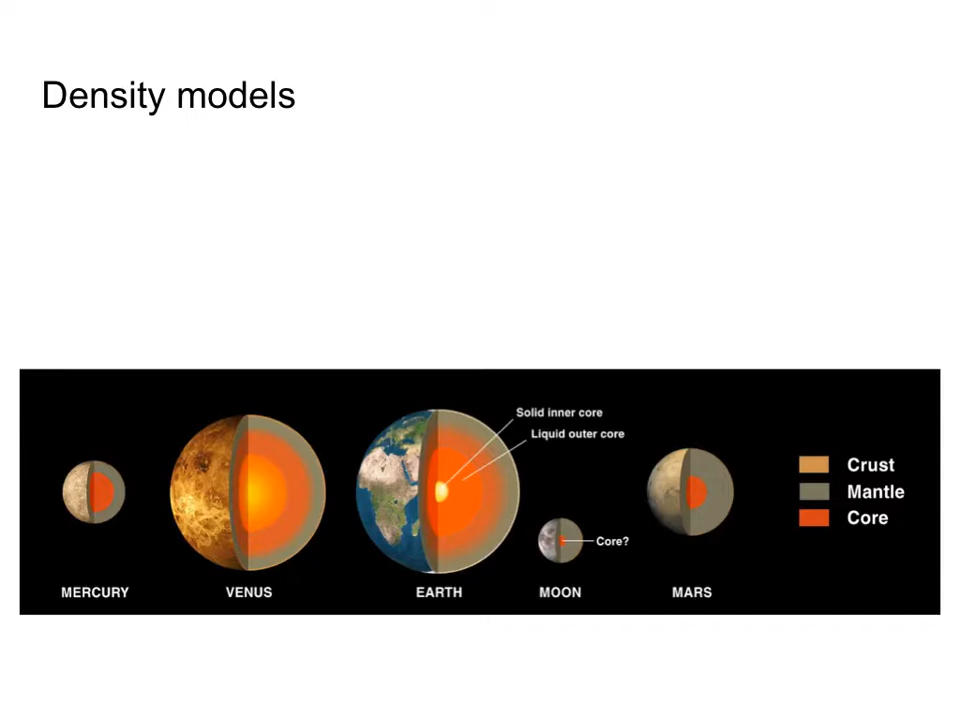 Density models
Solid inner core
Liquid outer core
Crust
Mantle
Core
Core?
MERCURY
VENUS
EARTH
MOON
MARS